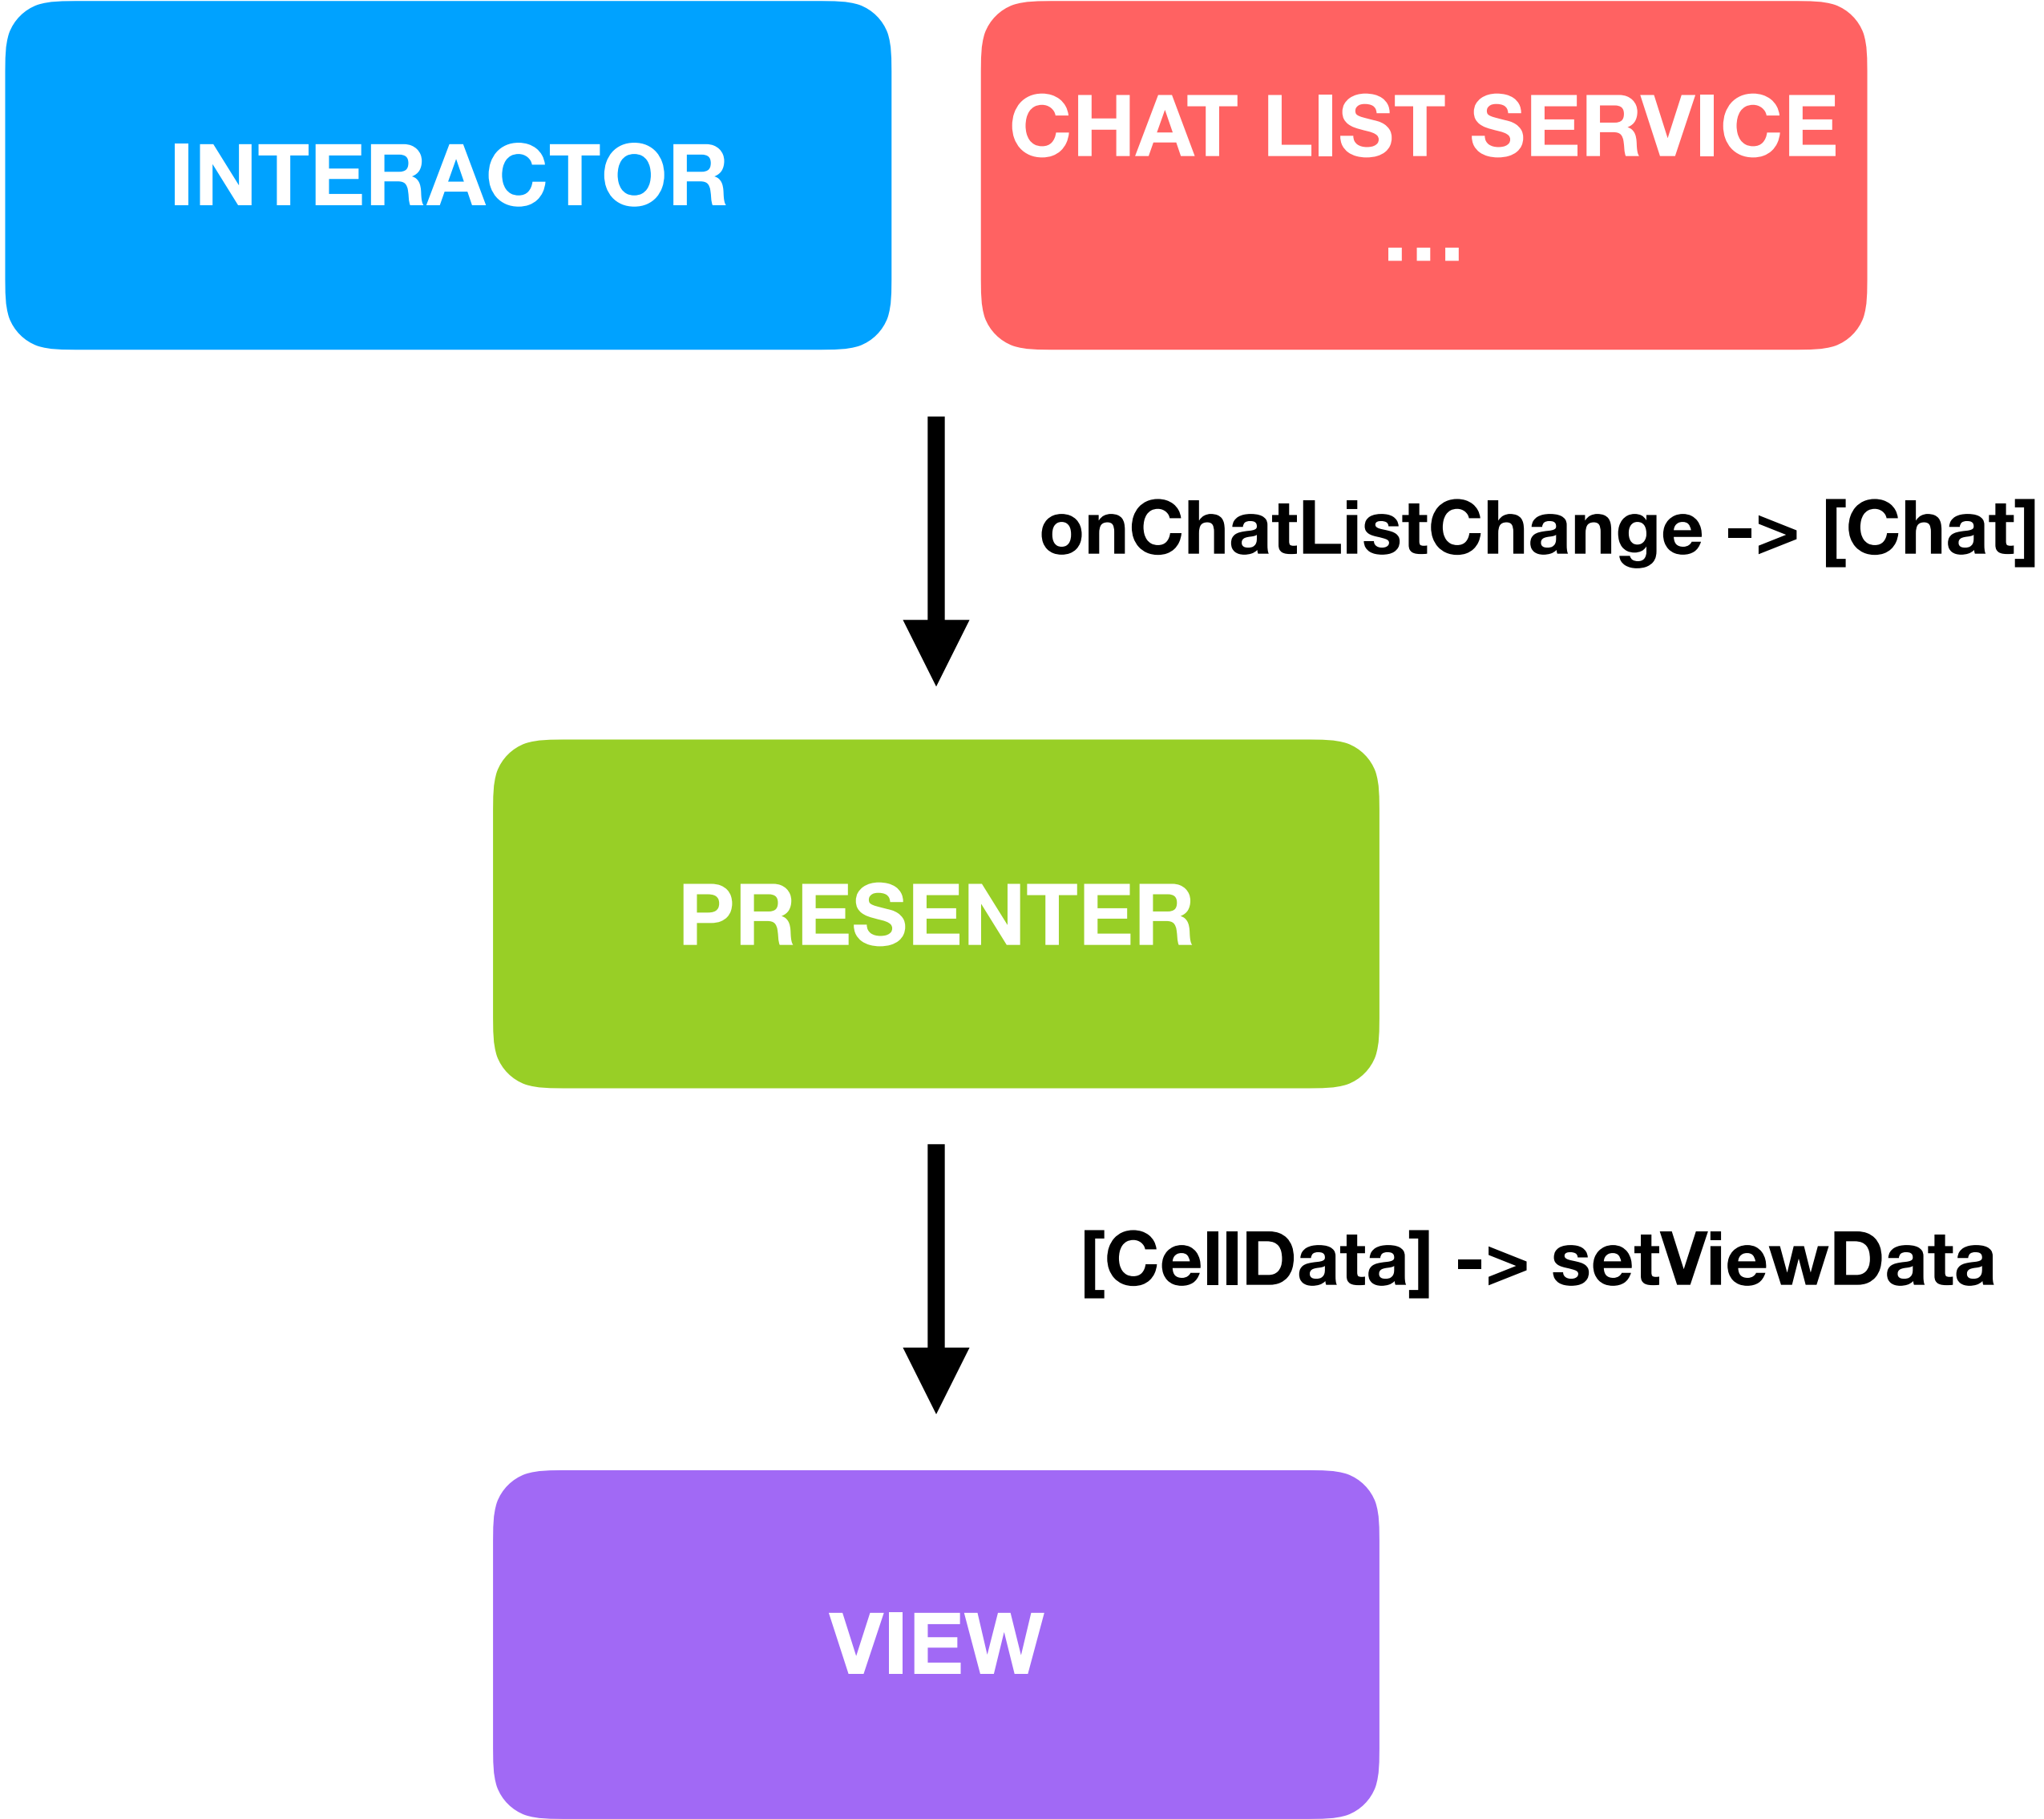 INTERACTOR
CHAT LIST SERVICE
...
onChatListChange -> [Chat]
PRESENTER
[CellData] -> setViewData
VIEW